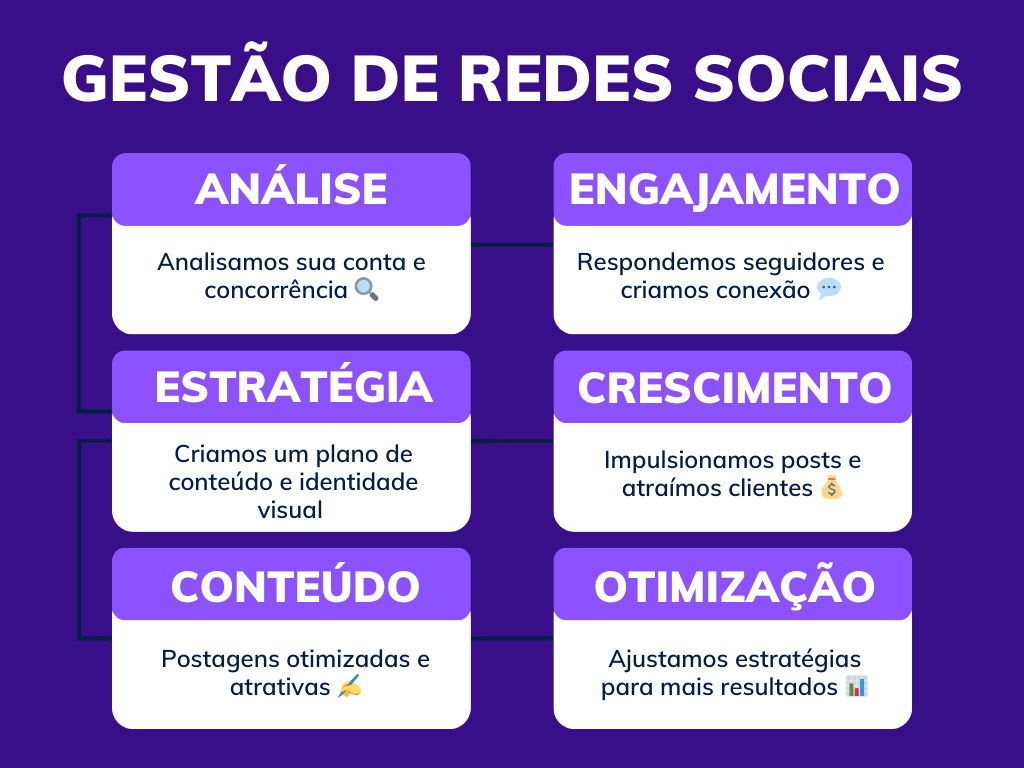 GESTÃO DE REDES SOCIAIS
ANÁLISE
Analisamos sua conta e
concorrência 🔍
ENGAJAMENTO
Respondemos seguidores e
criamos conexão 💬
ESTRATÉGIA
Criamos um plano de
conteúdo e identidade
visual
CRESCIMENTO
Impulsionamos posts e
atraímos clientes 💰
CONTEÚDO
Postagens otimizadas e
atrativas ✍️
OTIMIZAÇÃO
Ajustamos estratégias
para mais resultados 📊